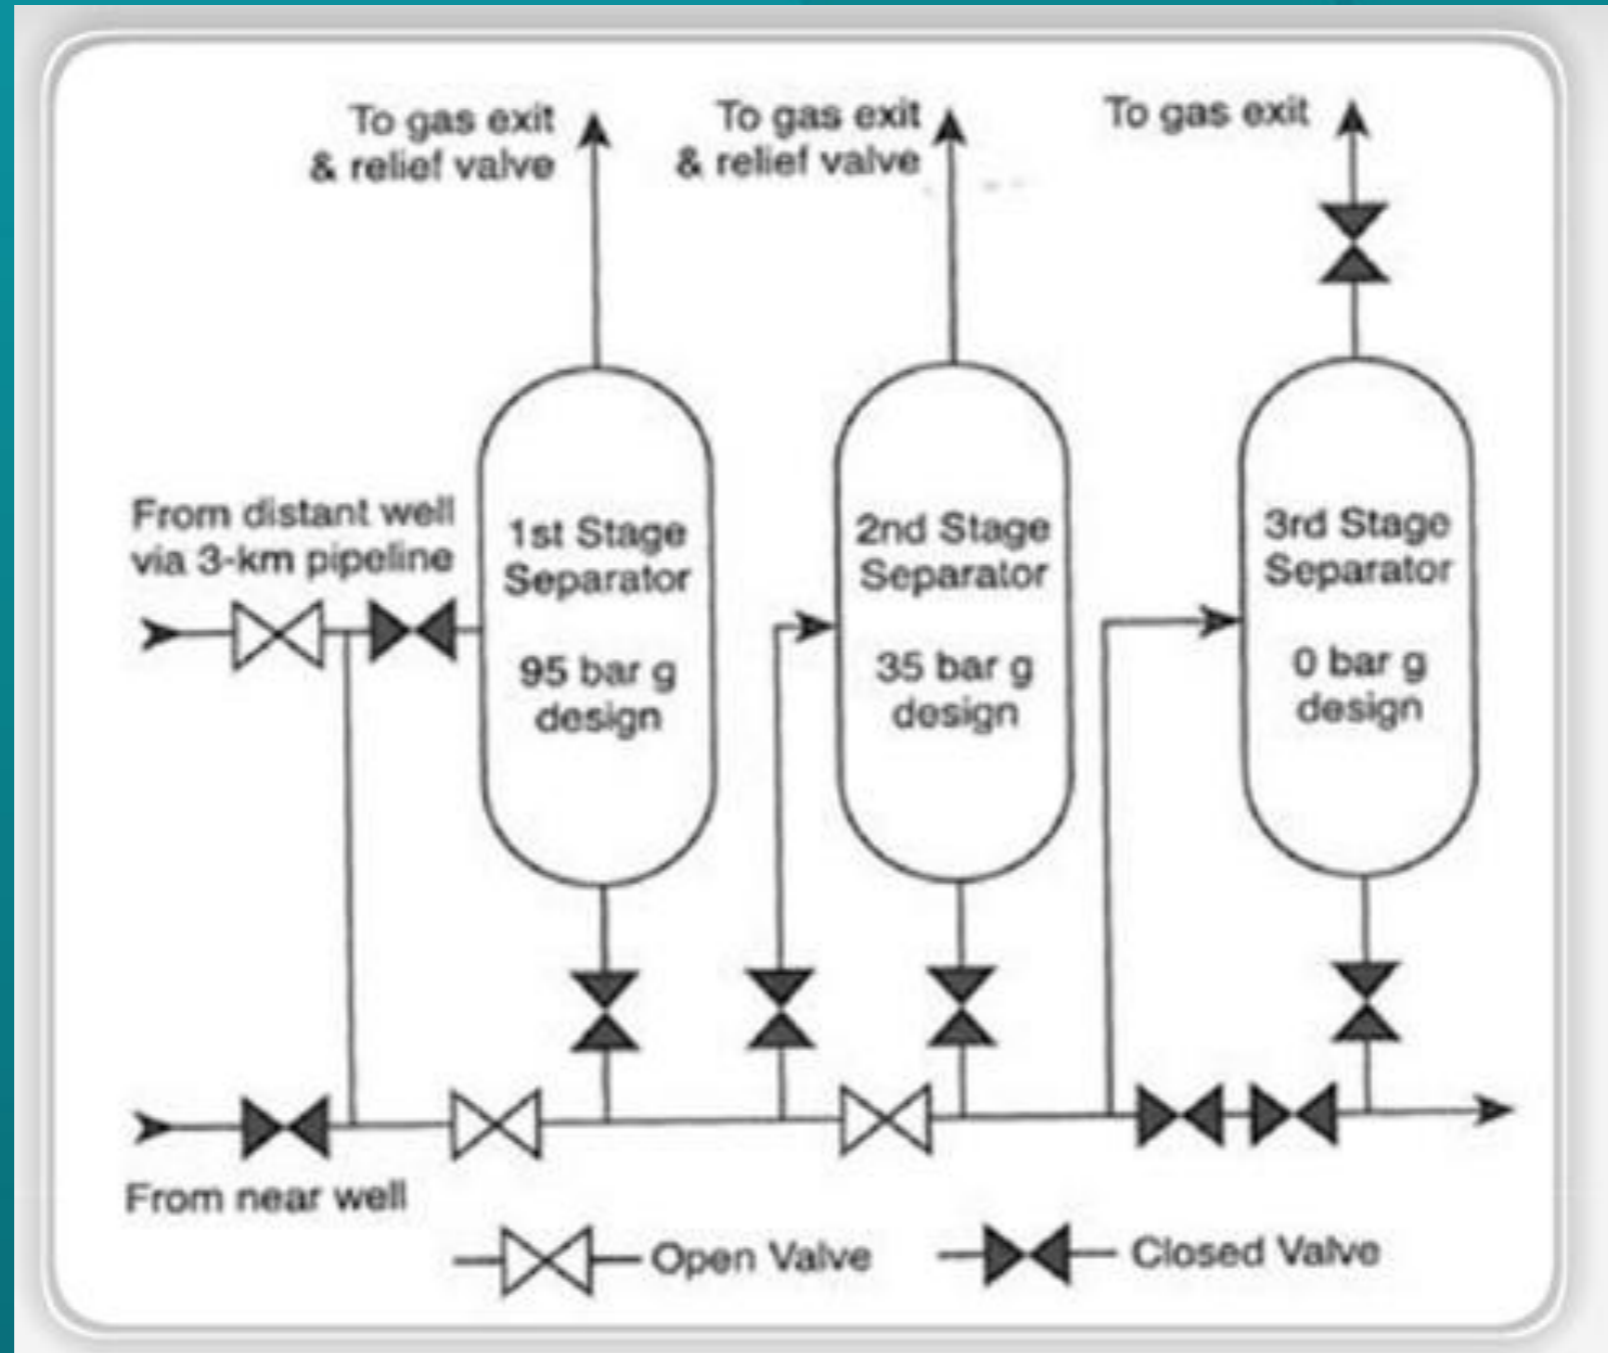 To gas exit
& relief valve
To gas exit
& relief valve
To gas exit
From distant well
via 3-km pipeline
1st Stage
Separator
95 bar g
design
2nd Stage
Separator
35 bar g
design
3rd Stage
Separator
0 bar g
design
From near well
Open Valve
Closed Valve